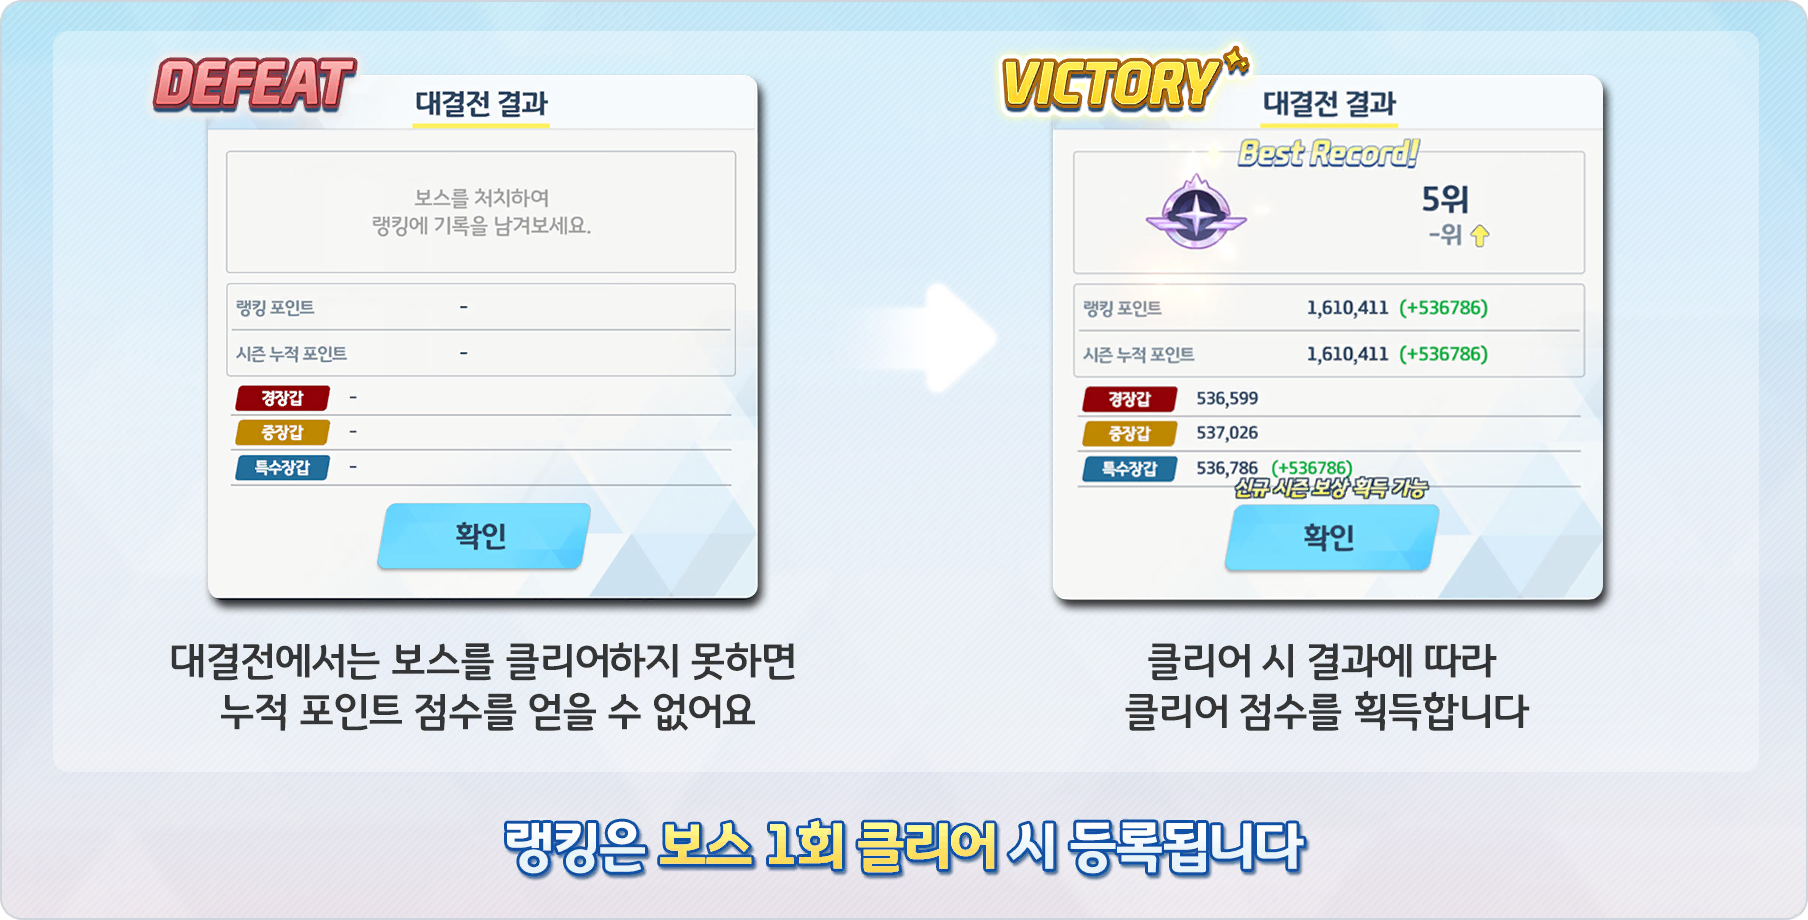 DEFEAT
대결전 결과
보스를 처치하여
랭킹에 기록을 남겨보세요.
랭킹 포인트 -
시즌 누적 포인트 -
경장갑 -
중장갑 -
특수장갑 -
확인
대결전에서는 보스를 클리어하지 못하면
누적 포인트 점수를 얻을 수 없어요
VICTORY
대결전 결과
Best Record!
5위
-위
랭킹 포인트 1,610,411 (+536786)
시즌 누적 포인트 1,610,411 (+536786)
경장갑 536,599
중장갑 537,026
특수장갑 536,786 (+536786)
신규 시즌 보상 획득 가능
확인
클리어 시 결과에 따라
클리어 점수를 획득합니다
랭킹은 보스 1회 클리어 시 등록됩니다